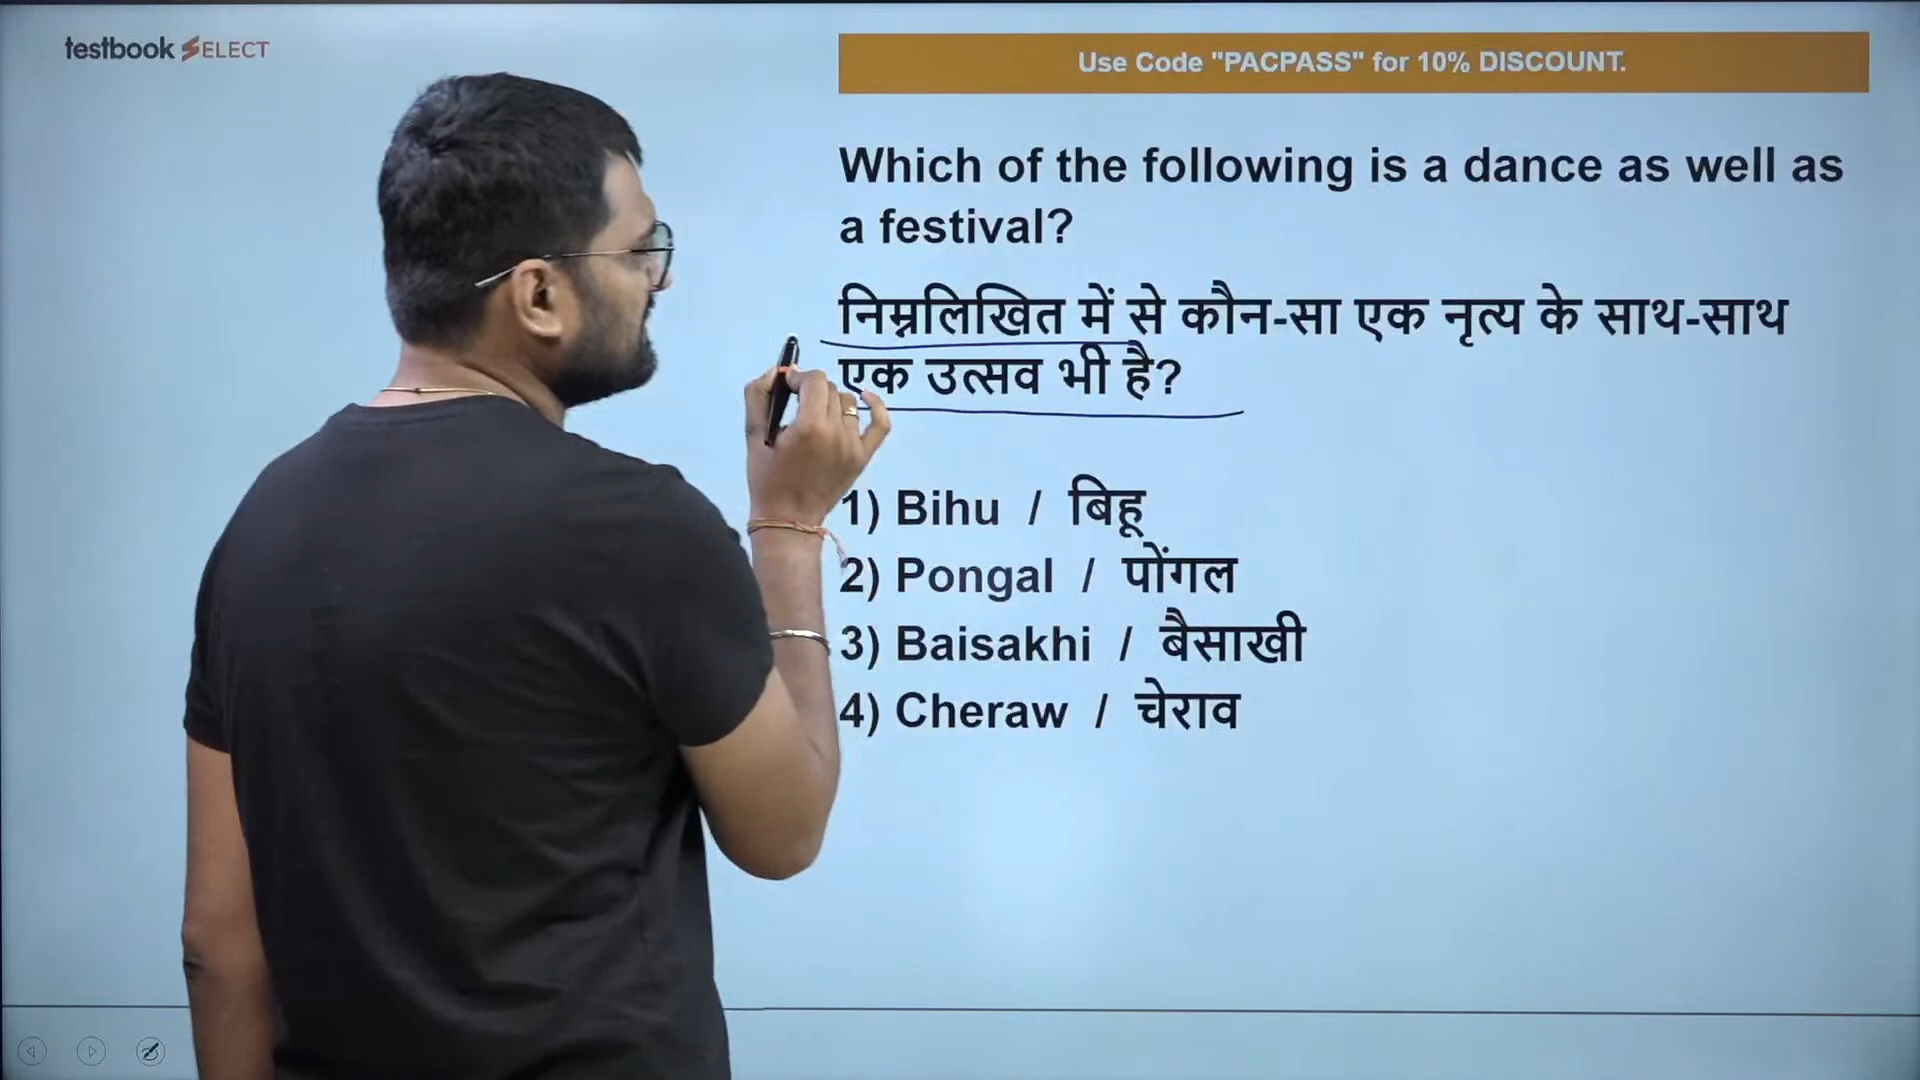 testbook SELECT
Use Code "PACPASS" for 10% DISCOUNT.
Which of the following is a dance as well as
a festival?
निम्नलिखित में से कौन-सा एक नृत्य के साथ-साथ
एक उत्सव भी है?
1) Bihu / बिहू
2) Pongal / पोंगल
3) Baisakhi / बैसाखी
4) Cheraw / चेराव